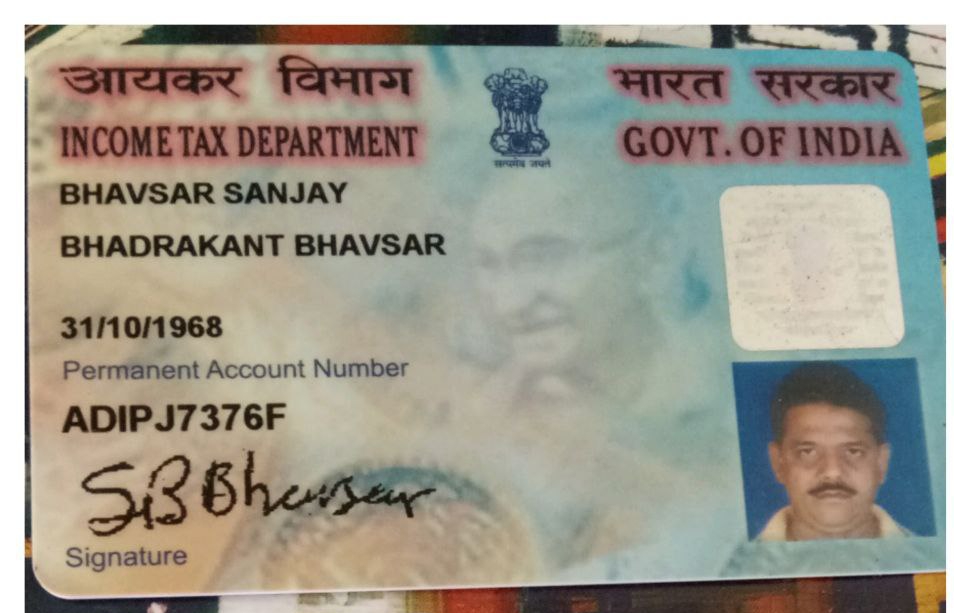 आयकर विभाग
भारत सरकार
INCOME TAX DEPARTMENT
GOVT. OF INDIA
सत्यमेव जयते
BHAVSAR SANJAY
BHADRAKANT BHAVSAR
31/10/1968
Permanent Account Number
ADIPJ7376F
SBBhavsar
Signature